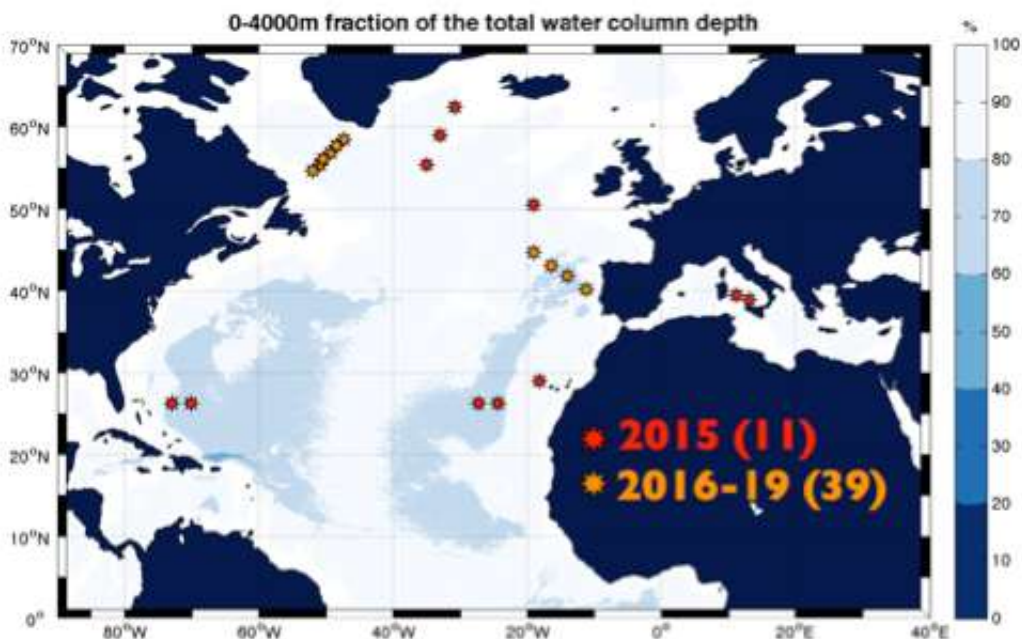 0-4000m fraction of the total water column depth
%
70°N
60°N
50°N
40°N
30°N
20°N
10°N
0°
80°W
60°W
40°W
20°W
0°
20°E
40°E
100
90
80
70
60
50
40
30
20
10
0
2015 (11)
2016-19 (39)